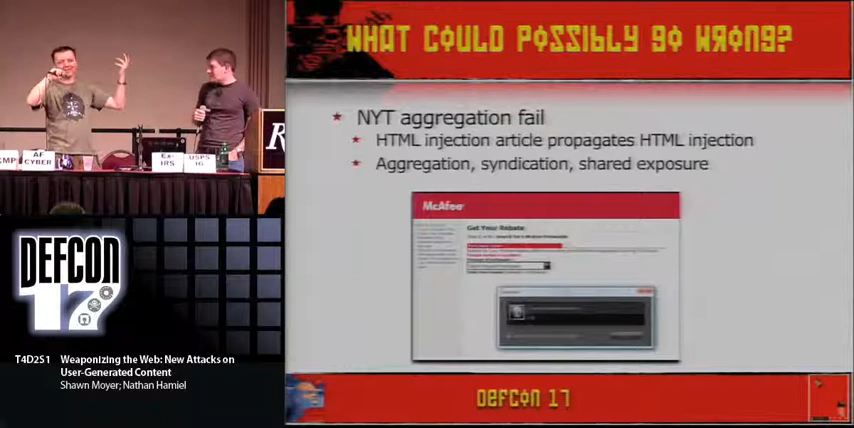 WHAT COULD POSSIBLY GO WRONG?
NYT aggregation fail
HTML injection article propagates HTML injection
Aggregation, syndication, shared exposure
McAfee
Get Your Rebate
AF
CYBER
Ex-
IRS
USPS
IG
R
DEFCON
17
T4D2S1 Weaponizing the Web: New Attacks on
User-Generated Content
Shawn Moyer; Nathan Hamiel
DEFCON 17